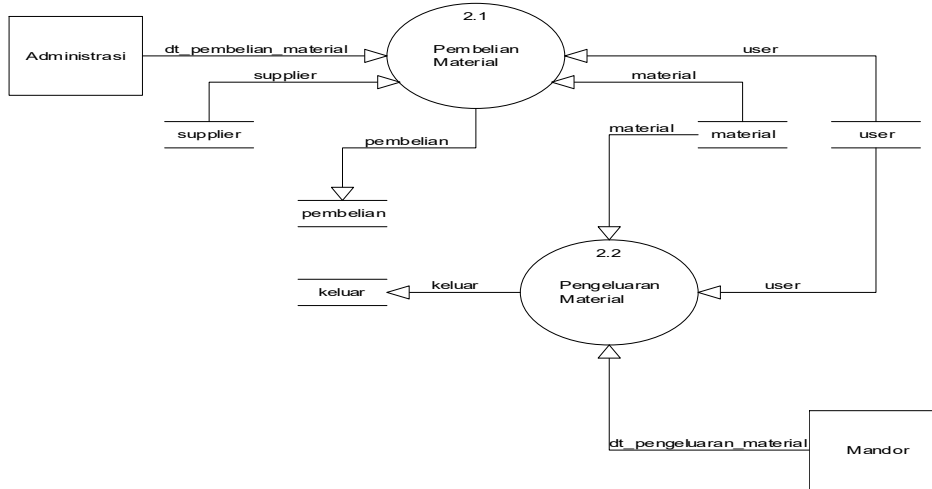 2.1
Administrasi
dt_pembelian_material
Pembelian
Material
user
supplier
material
supplier
material
material
user
pembelian
pembelian
2.2
keluar
keluar
Pengeluaran
Material
user
dt_pengeluaran_material
Mandor